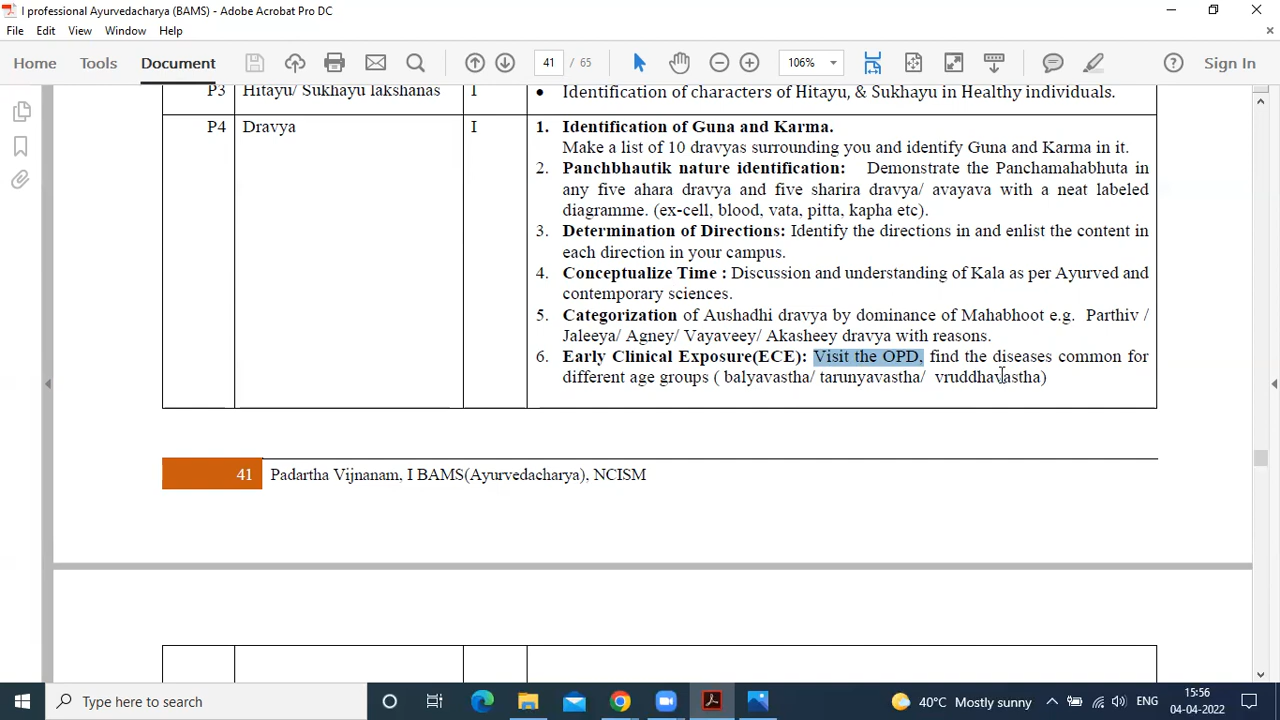 I professional Ayurvedacharya (BAMS) - Adobe Acrobat Pro DC
File Edit View Window Help
Home Tools Document 41 / 65 106% Sign In
P3 Hitayu/ Sukhayu lakshanas I • Identification of characters of Hitayu, & Sukhayu in Healthy individuals.
P4 Dravya I 1. Identification of Guna and Karma.
Make a list of 10 dravyas surrounding you and identify Guna and Karma in it.
2. Panchbhautik nature identification: Demonstrate the Panchamahabhuta in
any five ahara dravya and five sharira dravya/ avayava with a neat labeled
diagramme. (ex-cell, blood, vata, pitta, kapha etc).
3. Determination of Directions: Identify the directions in and enlist the content in
each direction in your campus.
4. Conceptualize Time : Discussion and understanding of Kala as per Ayurved and
contemporary sciences.
5. Categorization of Aushadhi dravya by dominance of Mahabhoot e.g. Parthiv /
Jaleeya/ Agney/ Vayaveey/ Akasheey dravya with reasons.
6. Early Clinical Exposure(ECE): Visit the OPD, find the diseases common for
different age groups ( balyavastha/ tarunyavastha/ vruddhavastha)
41 Padartha Vijnanam, I BAMS(Ayurvedacharya), NCISM
Type here to search 40°C Mostly sunny ENG 15:56
04-04-2022